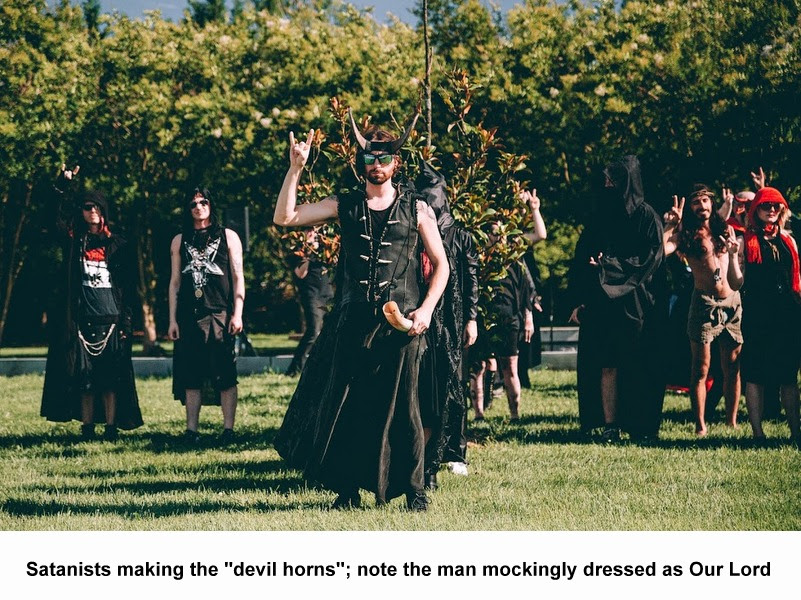 Satanists making the "devil horns"; note the man mockingly dressed as Our Lord